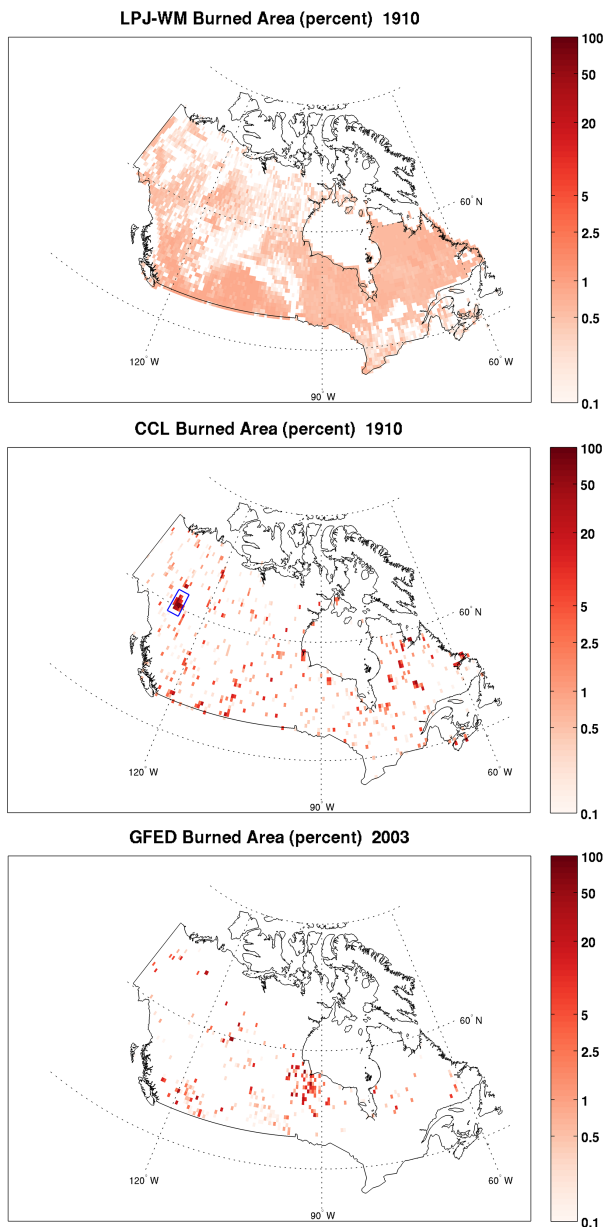 LPJ-WM Burned Area (percent)  1910
100
50
20
5
2.5
1
0.5
0.1
60° N
120° W
90° W
60° W
CCL Burned Area (percent)  1910
100
50
20
5
2.5
1
0.5
0.1
60° N
120° W
90° W
60° W
GFED Burned Area (percent)  2003
100
50
20
5
2.5
1
0.5
0.1
60° N
120° W
90° W
60° W